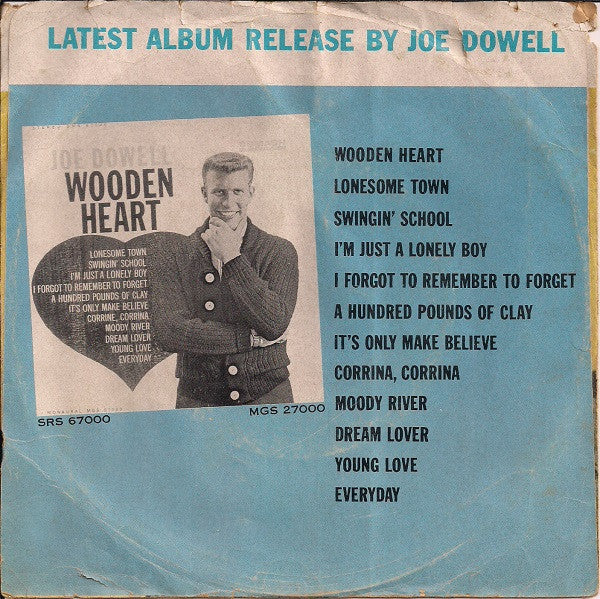 LATEST ALBUM RELEASE BY JOE DOWELL
JOE DOWELL
WOODEN
HEART
LONESOME TOWN
SWINGIN' SCHOOL
I'M JUST A LONELY BOY
I FORGOT TO REMEMBER TO FORGET
A HUNDRED POUNDS OF CLAY
IT'S ONLY MAKE BELIEVE
CORRINE, CORRINA
MOODY RIVER
DREAM LOVER
YOUNG LOVE
EVERYDAY
SRS 67000
MGS 27000
WOODEN HEART
LONESOME TOWN
SWINGIN' SCHOOL
I'M JUST A LONELY BOY
I FORGOT TO REMEMBER TO FORGET
A HUNDRED POUNDS OF CLAY
IT'S ONLY MAKE BELIEVE
CORRINA, CORRINA
MOODY RIVER
DREAM LOVER
YOUNG LOVE
EVERYDAY